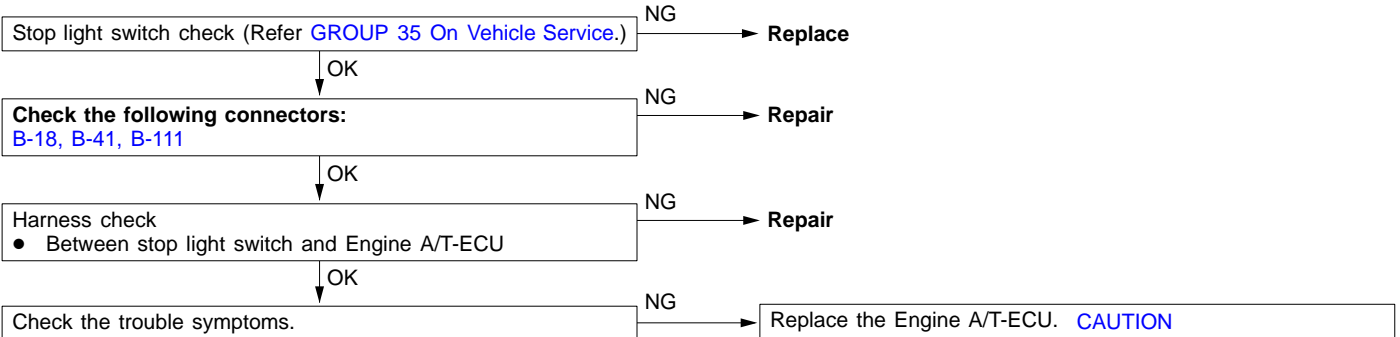 Stop light switch check (Refer GROUP 35 On Vehicle Service.)
NG
Replace
OK
Check the following connectors:
B-18, B-41, B-111
NG
Repair
OK
Harness check
● Between stop light switch and Engine A/T-ECU
NG
Repair
OK
Check the trouble symptoms.
NG
Replace the Engine A/T-ECU. CAUTION